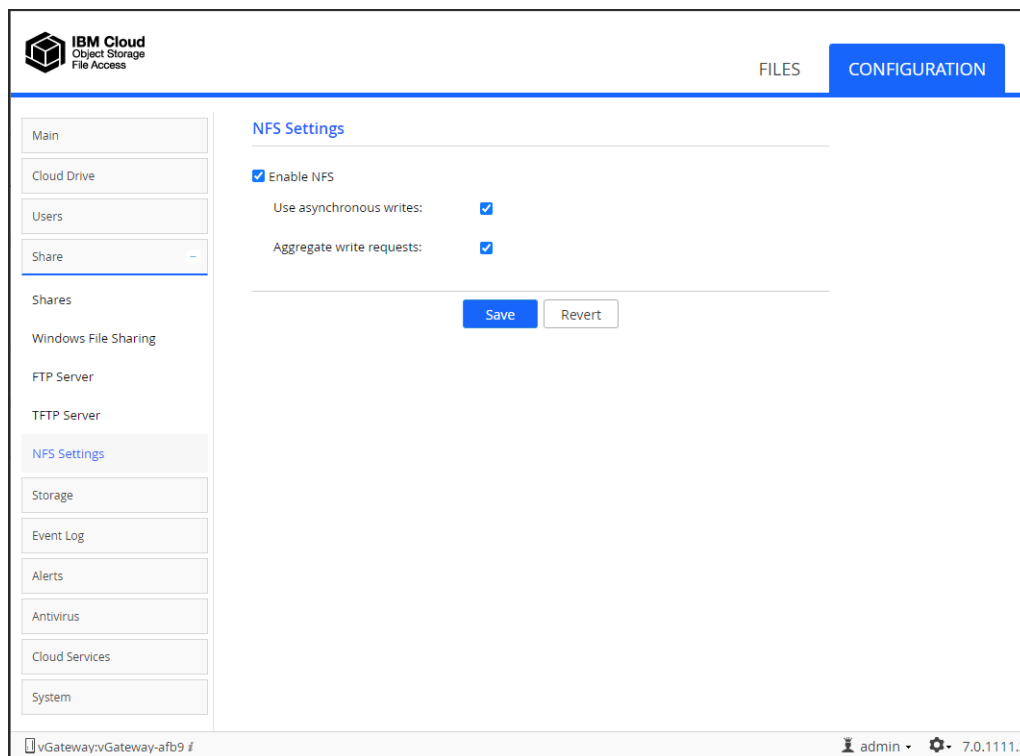 IBM Cloud
Object Storage
File Access
FILES
CONFIGURATION
Main
Cloud Drive
Users
Share
Shares
Windows File Sharing
FTP Server
TFTP Server
NFS Settings
Storage
Event Log
Alerts
Antivirus
Cloud Services
System
NFS Settings
Enable NFS
Use asynchronous writes:
Aggregate write requests:
Save
Revert
vGateway:vGateway-afb9 i
admin
7.0.1111.